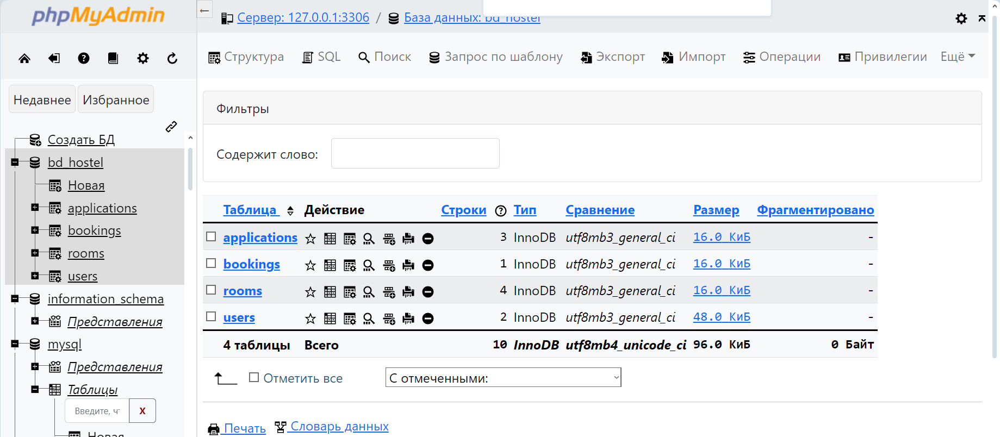 phpMyAdmin
Недавнее Избранное
Создать БД
bd_hostel
Новая
applications
bookings
rooms
users
information_schema
Представления
mysql
Представления
Таблицы
Введите, чт X
Новая
← Сервер: 127.0.0.1:3306 / База данных: bd_hostel
Структура SQL Поиск Запрос по шаблону Экспорт Импорт Операции Привилегии Ещё
Фильтры
Содержит слово:
Таблица Действие Строки Тип Сравнение Размер Фрагментировано
applications 3 InnoDB utf8mb3_general_ci 16.0 КиБ -
bookings 1 InnoDB utf8mb3_general_ci 16.0 КиБ -
rooms 4 InnoDB utf8mb3_general_ci 16.0 КиБ -
users 2 InnoDB utf8mb3_general_ci 48.0 КиБ -
4 таблицы Всего 10 InnoDB utf8mb4_unicode_ci 96.0 КиБ 0 Байт
Отметить все С отмеченными:
Печать Словарь данных